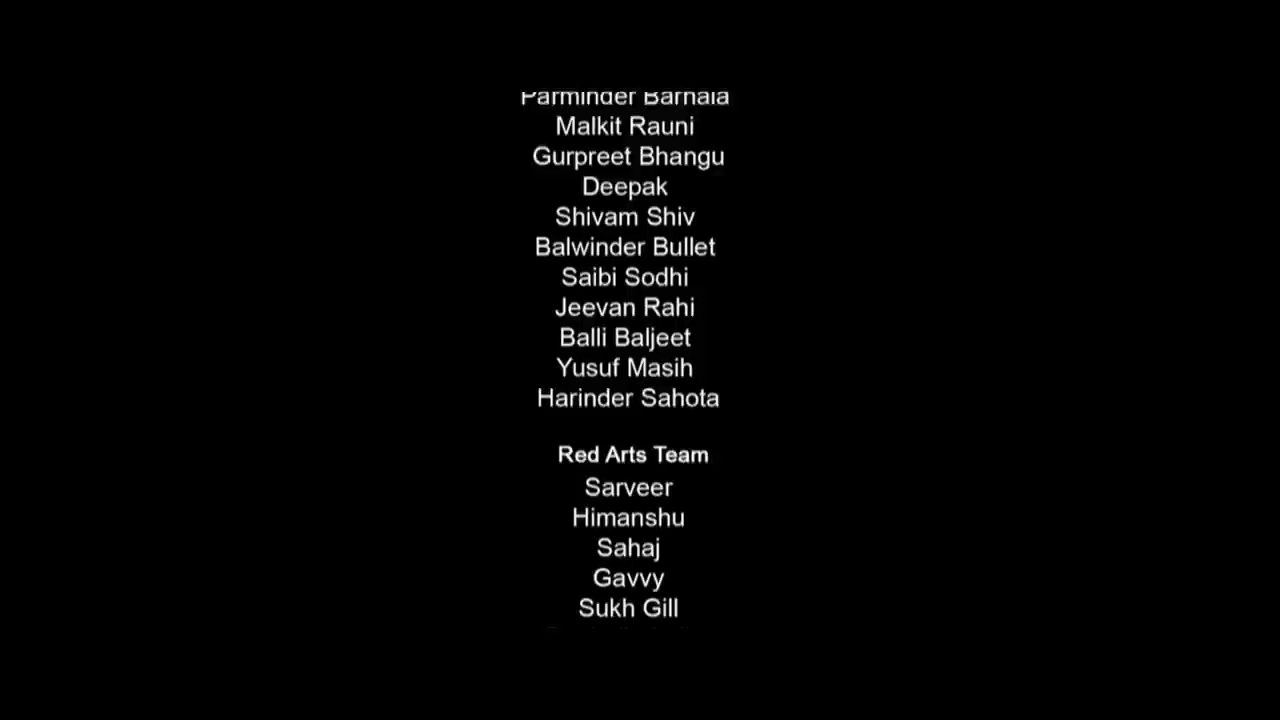 Parminder Barnala
Malkit Rauni
Gurpreet Bhangu
Deepak
Shivam Shiv
Balwinder Bullet
Saibi Sodhi
Jeevan Rahi
Balli Baljeet
Yusuf Masih
Harinder Sahota
Red Arts Team
Sarveer
Himanshu
Sahaj
Gavvy
Sukh Gill